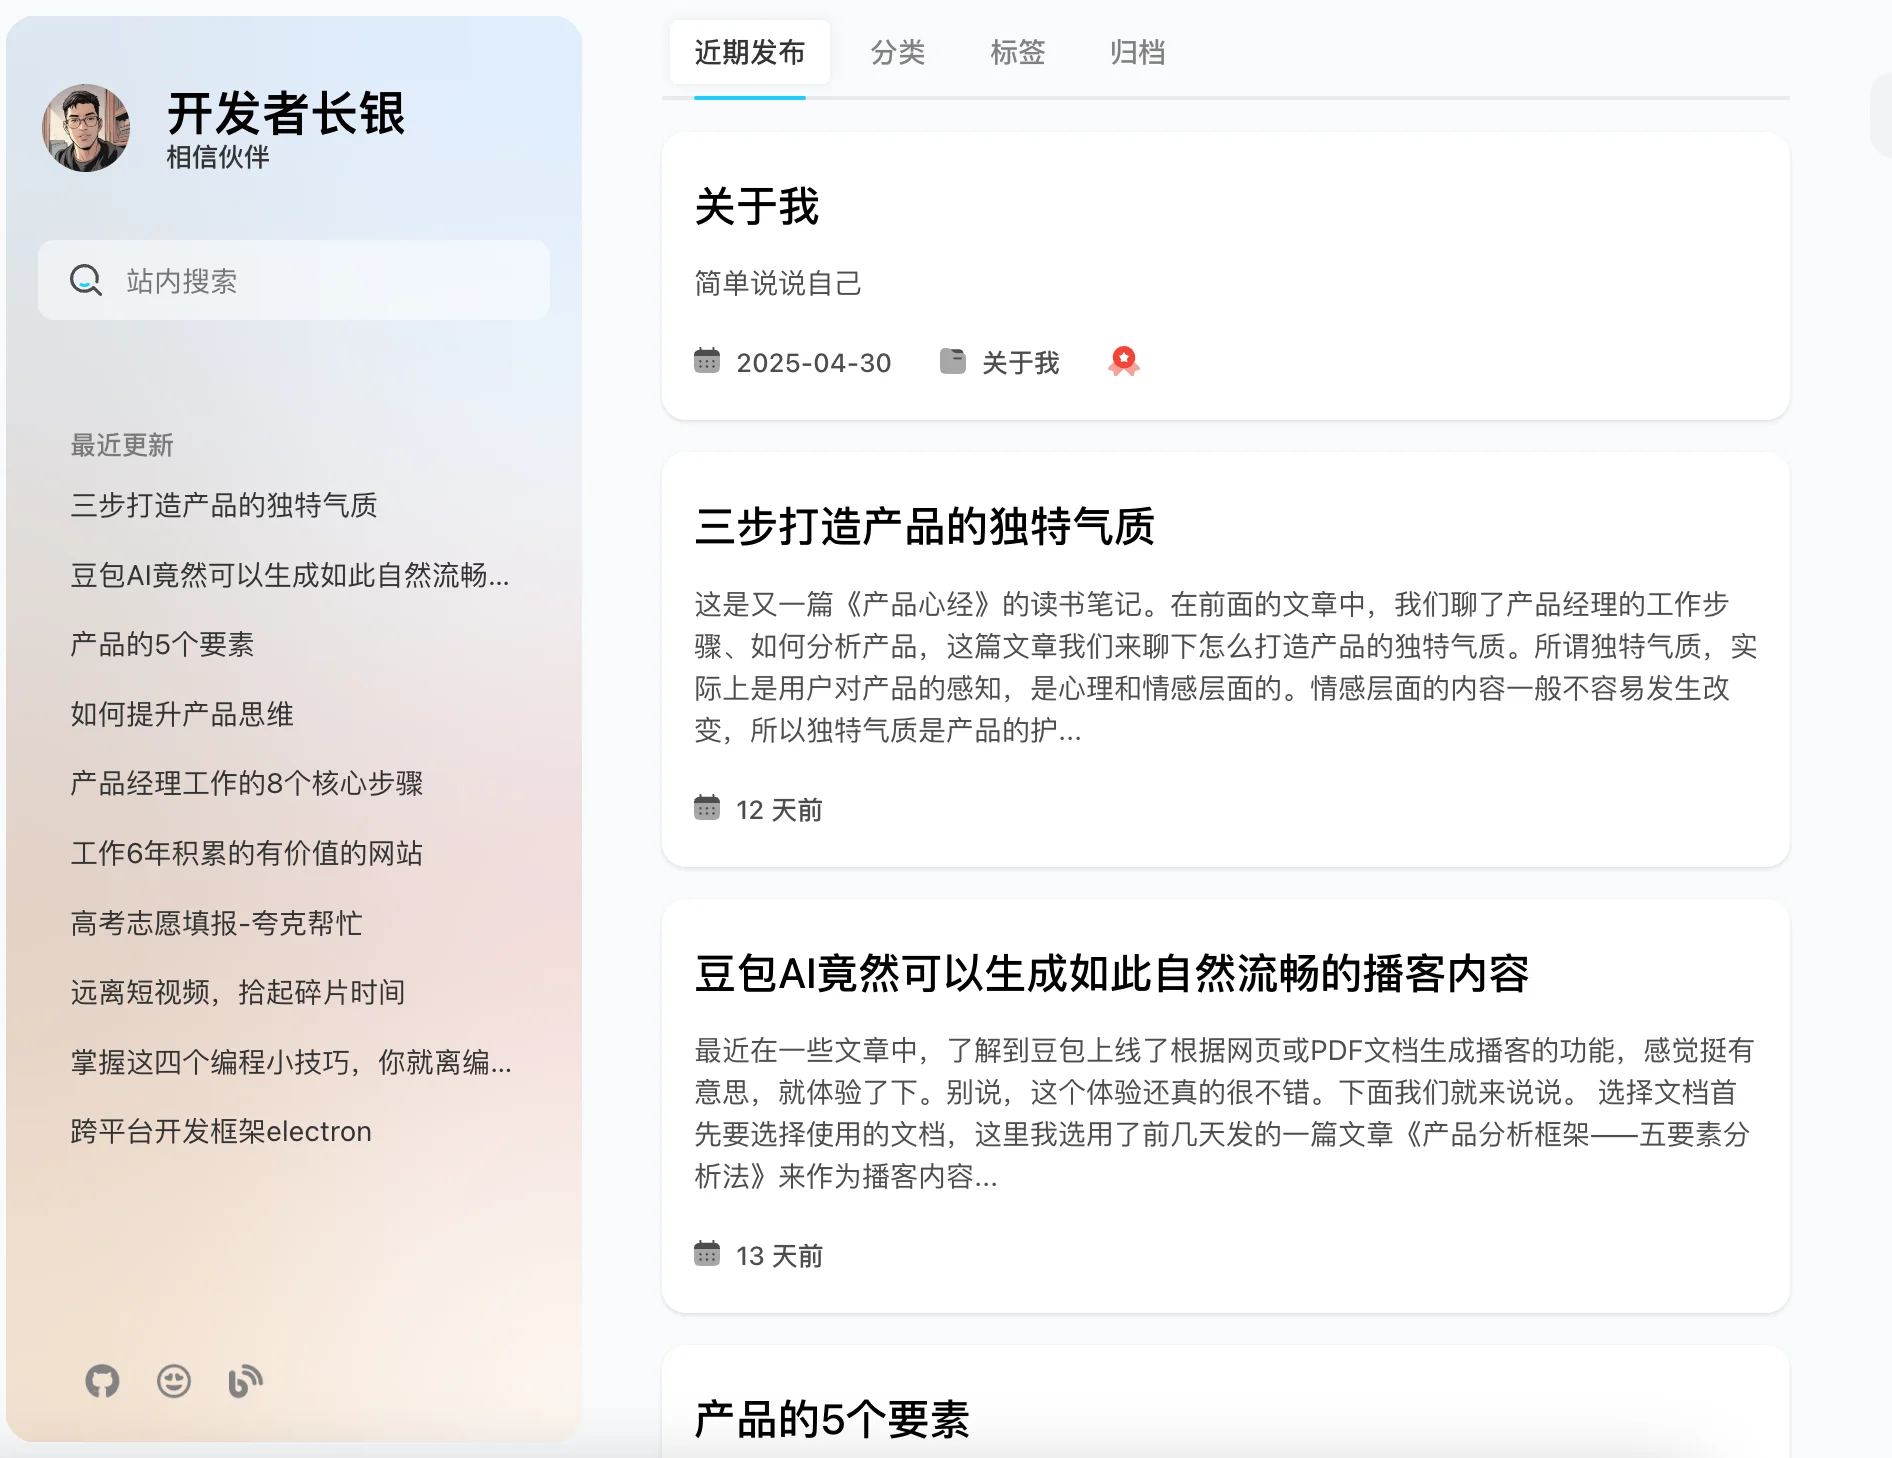 开发者长银
相信伙伴
站内搜索
最近更新
三步打造产品的独特气质
豆包AI竟然可以生成如此自然流畅...
产品的5个要素
如何提升产品思维
产品经理工作的8个核心步骤
工作6年积累的有价值的网站
高考志愿填报-夸克帮忙
远离短视频，拾起碎片时间
掌握这四个编程小技巧，你就离编...
跨平台开发框架electron
近期发布 分类 标签 归档
关于我
简单说说自己
2025-04-30 关于我
三步打造产品的独特气质
这是又一篇《产品心经》的读书笔记。在前面的文章中，我们聊了产品经理的工作步
骤、如何分析产品，这篇文章我们来聊下怎么打造产品的独特气质。所谓独特气质，实
际上是用户对产品的感知，是心理和情感层面的。情感层面的内容一般不容易发生改
变，所以独特气质是产品的护...
12 天前
豆包AI竟然可以生成如此自然流畅的播客内容
最近在一些文章中，了解到豆包上线了根据网页或PDF文档生成播客的功能，感觉挺有
意思，就体验了下。别说，这个体验还真的很不错。下面我们就来说说。 选择文档首
先要选择使用的文档，这里我选用了前几天发的一篇文章《产品分析框架——五要素分
析法》来作为播客内容...
13 天前
产品的5个要素